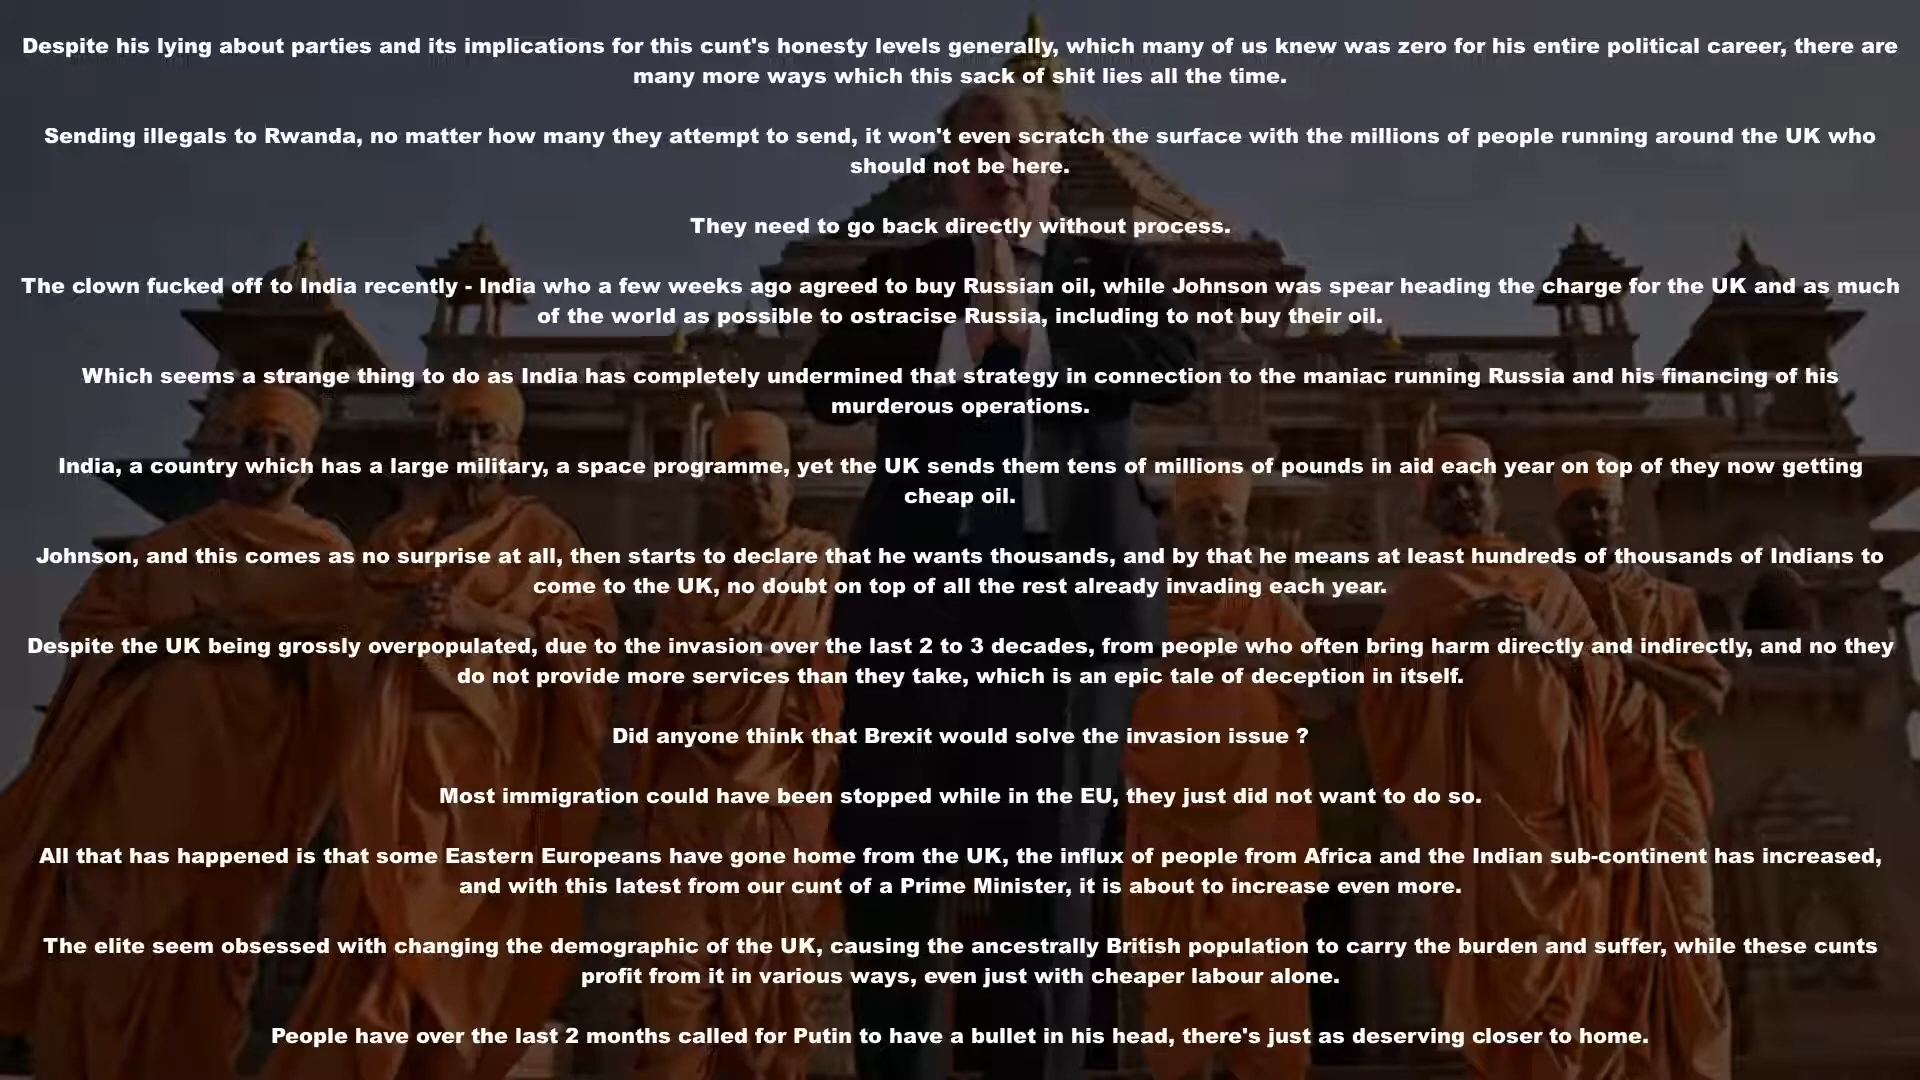 Despite his lying about parties and its implications for this cunt's honesty levels generally, which many of us knew was zero for his entire political career, there are
many more ways which this sack of shit lies all the time.
Sending illegals to Rwanda, no matter how many they attempt to send, it won't even scratch the surface with the millions of people running around the UK who
should not be here.
They need to go back directly without process.
The clown fucked off to India recently - India who a few weeks ago agreed to buy Russian oil, while Johnson was spear heading the charge for the UK and as much
of the world as possible to ostracise Russia, including to not buy their oil.
Which seems a strange thing to do as India has completely undermined that strategy in connection to the maniac running Russia and his financing of his
murderous operations.
India, a country which has a large military, a space programme, yet the UK sends them tens of millions of pounds in aid each year on top of they now getting
cheap oil.
Johnson, and this comes as no surprise at all, then starts to declare that he wants thousands, and by that he means at least hundreds of thousands of Indians to
come to the UK, no doubt on top of all the rest already invading each year.
Despite the UK being grossly overpopulated, due to the invasion over the last 2 to 3 decades, from people who often bring harm directly and indirectly, and no they
do not provide more services than they take, which is an epic tale of deception in itself.
Did anyone think that Brexit would solve the invasion issue ?
Most immigration could have been stopped while in the EU, they just did not want to do so.
All that has happened is that some Eastern Europeans have gone home from the UK, the influx of people from Africa and the Indian sub-continent has increased,
and with this latest from our cunt of a Prime Minister, it is about to increase even more.
The elite seem obsessed with changing the demographic of the UK, causing the ancestrally British population to carry the burden and suffer, while these cunts
profit from it in various ways, even just with cheaper labour alone.
People have over the last 2 months called for Putin to have a bullet in his head, there's just as deserving closer to home.